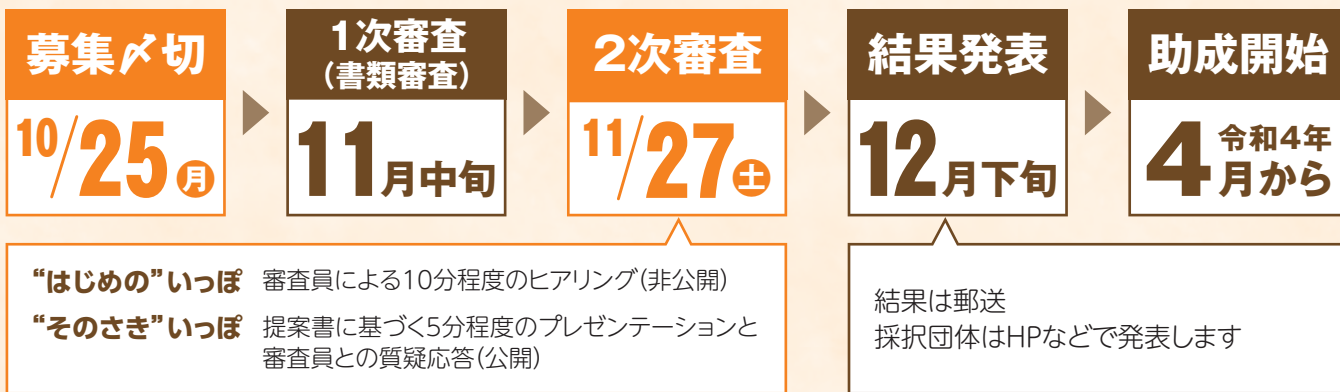 募集〆切
10/25月
1次審査
(書類審査)
11月中旬
2次審査
11/27土
結果発表
12月下旬
助成開始
令和4年
4月から
“はじめの”いっぽ 審査員による10分程度のヒアリング(非公開)
“そのさき”いっぽ 提案書に基づく5分程度のプレゼンテーションと
審査員との質疑応答(公開)
結果は郵送
採択団体はHPなどで発表します